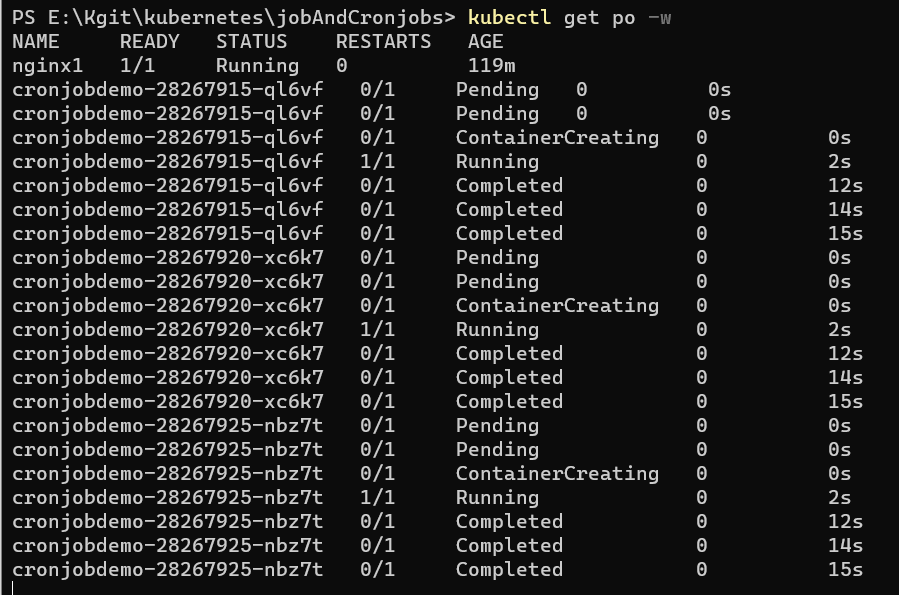 PS E:\Kgit\kubernetes\jobAndCronjobs> kubectl get po -w
NAME     READY   STATUS    RESTARTS   AGE
nginx1   1/1     Running   0          119m
cronjobdemo-28267915-ql6vf   0/1     Pending   0          0s
cronjobdemo-28267915-ql6vf   0/1     Pending   0          0s
cronjobdemo-28267915-ql6vf   0/1     ContainerCreating   0          0s
cronjobdemo-28267915-ql6vf   1/1     Running             0          2s
cronjobdemo-28267915-ql6vf   0/1     Completed           0          12s
cronjobdemo-28267915-ql6vf   0/1     Completed           0          14s
cronjobdemo-28267915-ql6vf   0/1     Completed           0          15s
cronjobdemo-28267920-xc6k7   0/1     Pending             0          0s
cronjobdemo-28267920-xc6k7   0/1     Pending             0          0s
cronjobdemo-28267920-xc6k7   0/1     ContainerCreating   0          0s
cronjobdemo-28267920-xc6k7   1/1     Running             0          2s
cronjobdemo-28267920-xc6k7   0/1     Completed           0          12s
cronjobdemo-28267920-xc6k7   0/1     Completed           0          14s
cronjobdemo-28267920-xc6k7   0/1     Completed           0          15s
cronjobdemo-28267925-nbz7t   0/1     Pending             0          0s
cronjobdemo-28267925-nbz7t   0/1     Pending             0          0s
cronjobdemo-28267925-nbz7t   0/1     ContainerCreating   0          0s
cronjobdemo-28267925-nbz7t   1/1     Running             0          2s
cronjobdemo-28267925-nbz7t   0/1     Completed           0          12s
cronjobdemo-28267925-nbz7t   0/1     Completed           0          14s
cronjobdemo-28267925-nbz7t   0/1     Completed           0          15s